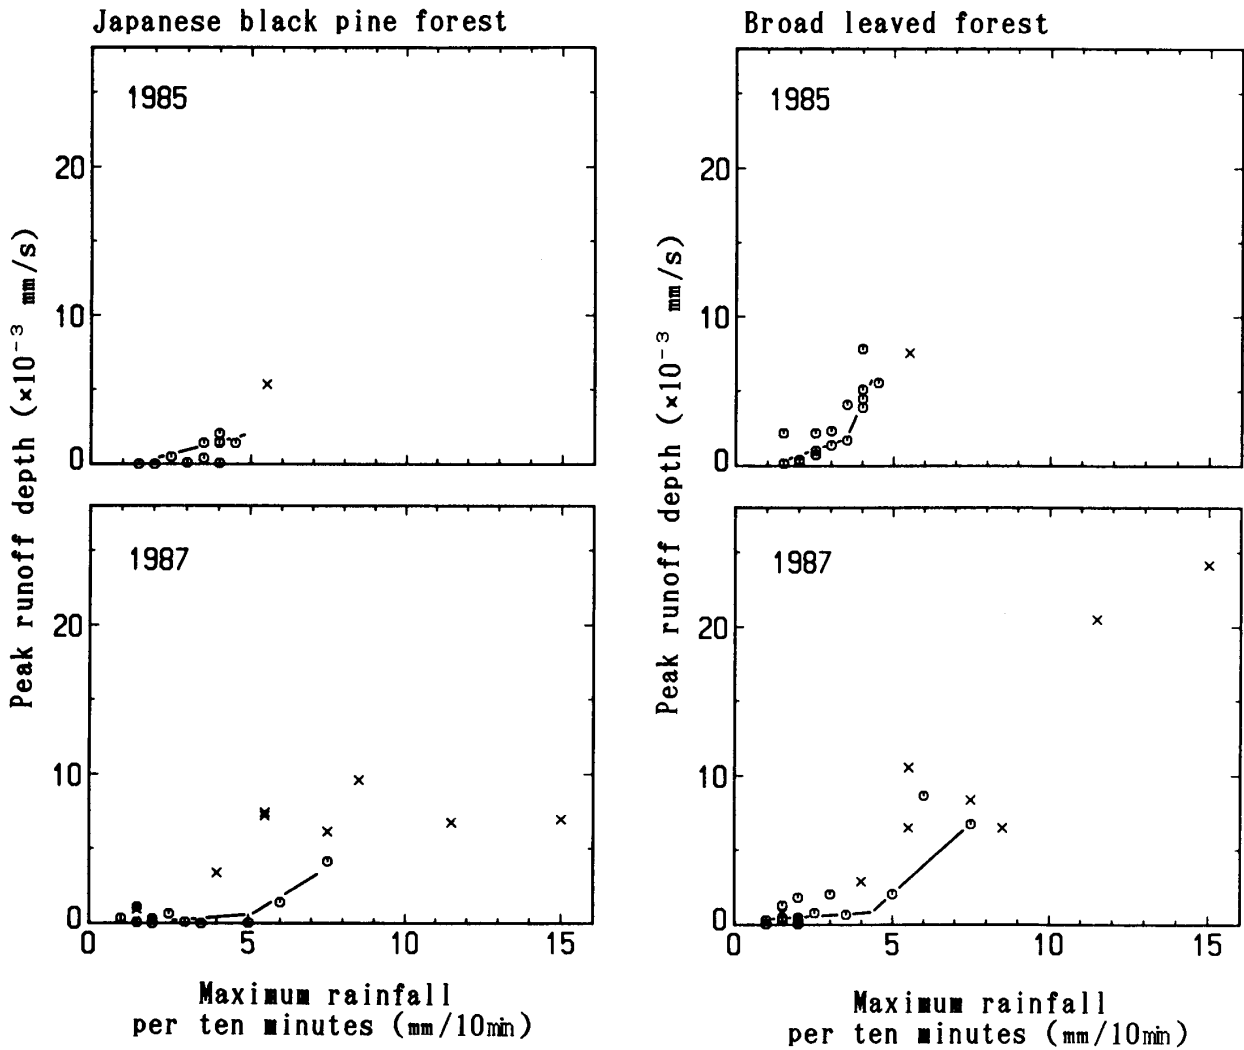 Japanese black pine forest
Broad leaved forest
1985
20
10
0
1985
20
10
0
Peak runoff depth (×10⁻³ mm/s)
Peak runoff depth (×10⁻³ mm/s)
1987
20
10
0
0 5 10 15
1987
20
10
0
0 5 10 15
Maximum rainfall
per ten minutes (mm/10min)
Maximum rainfall
per ten minutes (mm/10min)